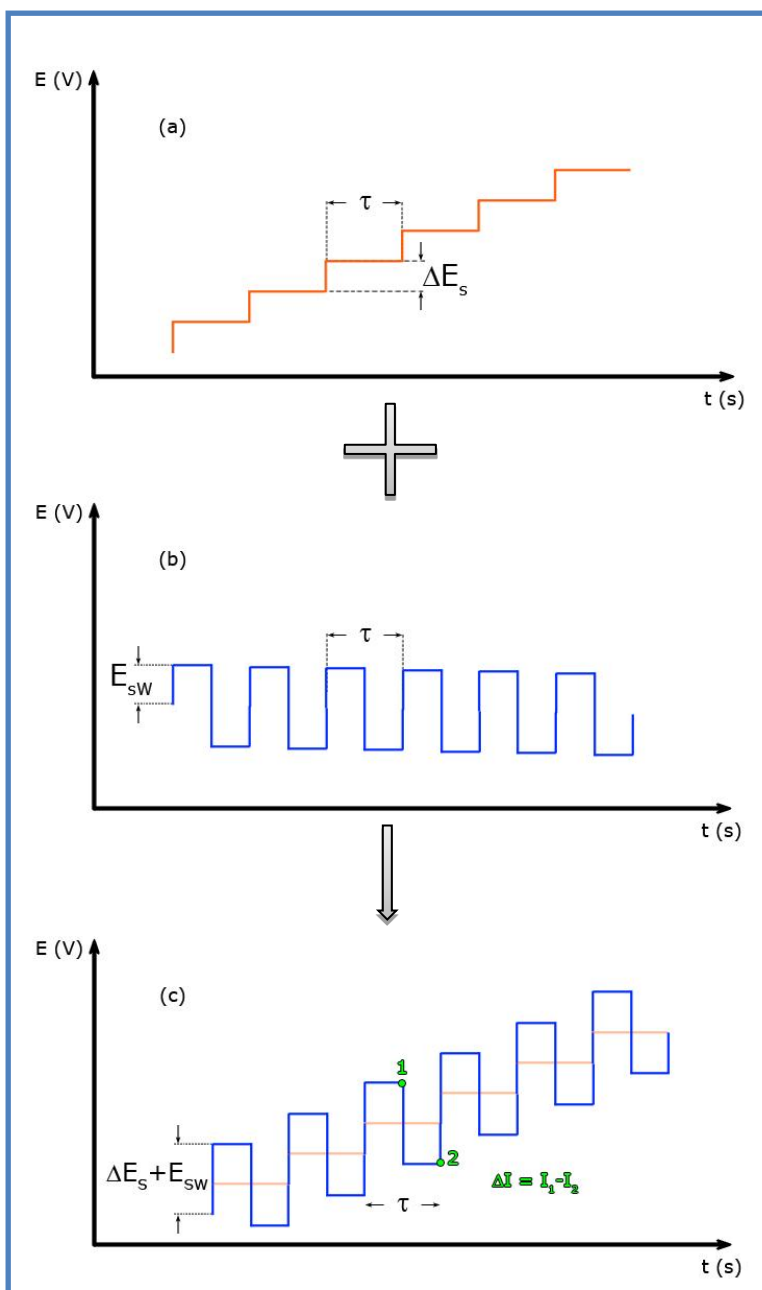 E (V)
(a)
τ
ΔEs
t (s)
E (V)
(b)
τ
EsW
t (s)
E (V)
(c)
1
2
ΔEs+ESW
ΔI = I1-I2
τ
t (s)